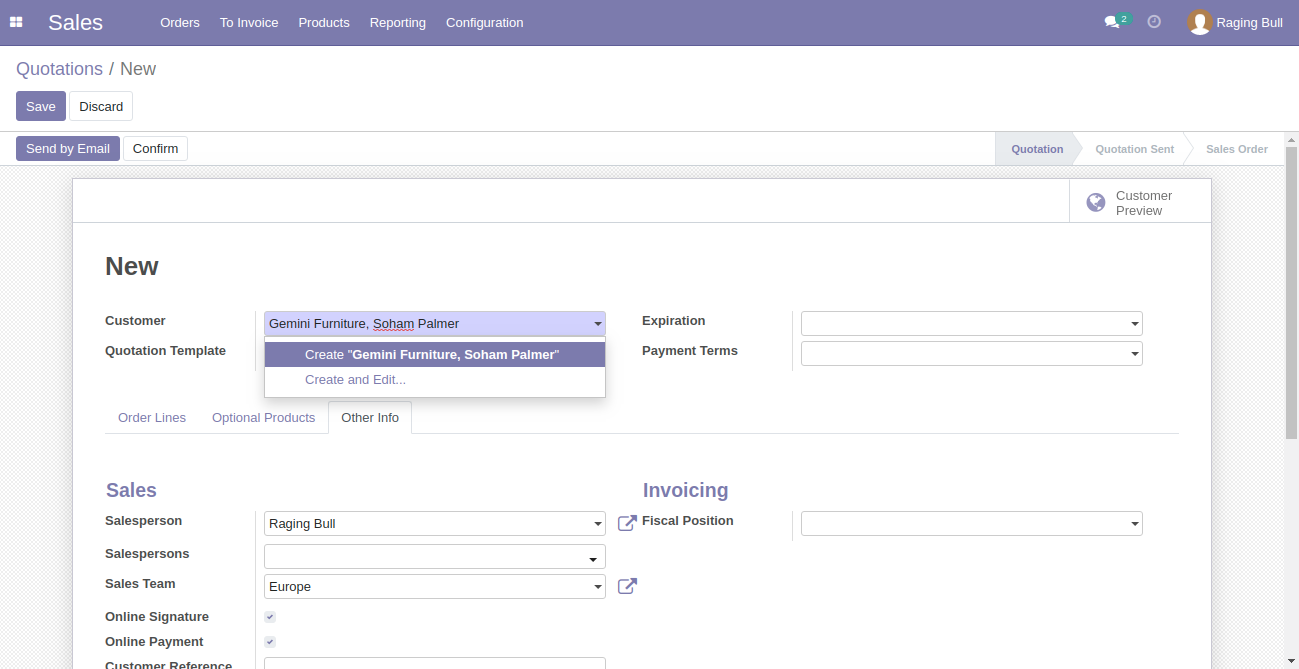 Sales Orders To Invoice Products Reporting Configuration 2 Raging Bull
Quotations / New
Save Discard
Send by Email Confirm Quotation Quotation Sent Sales Order
Customer
Preview
New
Customer Gemini Furniture, Soham Palmer Expiration
Quotation Template Create "Gemini Furniture, Soham Palmer" Payment Terms
Create and Edit...
Order Lines Optional Products Other Info
Sales Invoicing
Salesperson Raging Bull Fiscal Position
Salespersons
Sales Team Europe
Online Signature
Online Payment
Customer Reference